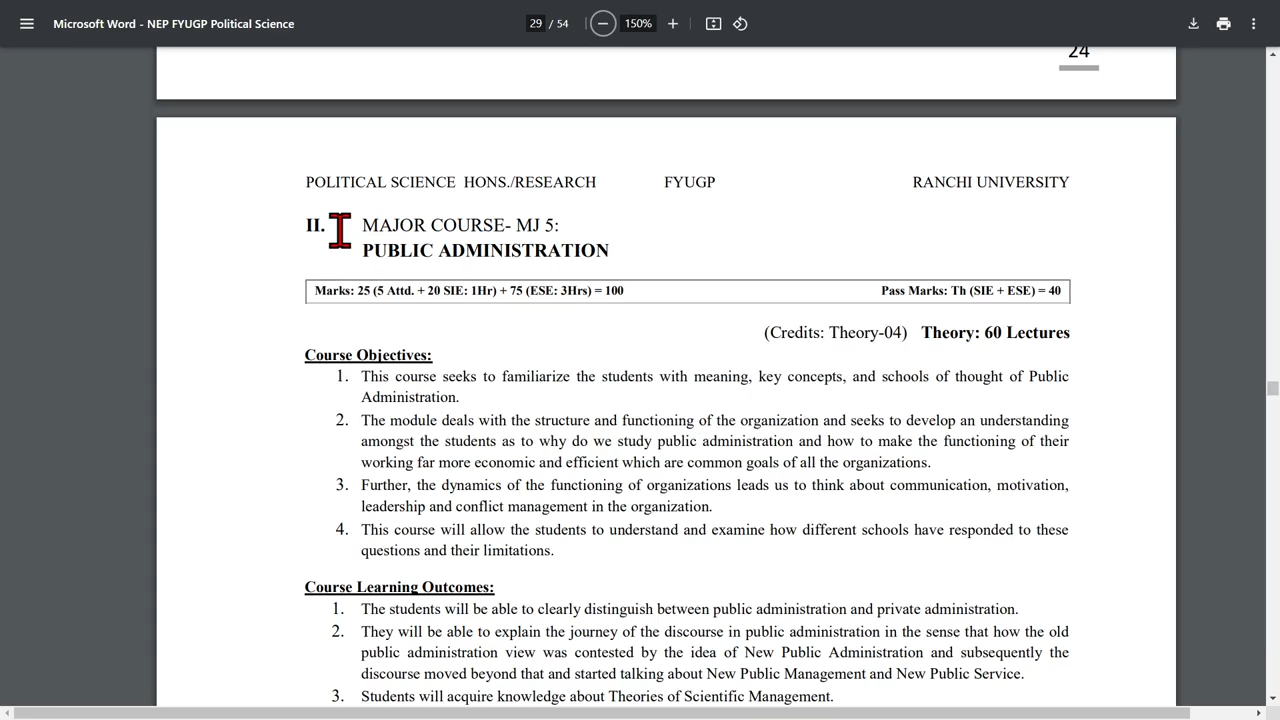 Microsoft Word - NEP FYUGP Political Science 29 / 54 150%
24
POLITICAL SCIENCE HONS./RESEARCH FYUGP RANCHI UNIVERSITY
II. MAJOR COURSE- MJ 5:
PUBLIC ADMINISTRATION
Marks: 25 (5 Attd. + 20 SIE: 1Hr) + 75 (ESE: 3Hrs) = 100 Pass Marks: Th (SIE + ESE) = 40
(Credits: Theory-04) Theory: 60 Lectures
Course Objectives:
1. This course seeks to familiarize the students with meaning, key concepts, and schools of thought of Public
Administration.
2. The module deals with the structure and functioning of the organization and seeks to develop an understanding
amongst the students as to why do we study public administration and how to make the functioning of their
working far more economic and efficient which are common goals of all the organizations.
3. Further, the dynamics of the functioning of organizations leads us to think about communication, motivation,
leadership and conflict management in the organization.
4. This course will allow the students to understand and examine how different schools have responded to these
questions and their limitations.
Course Learning Outcomes:
1. The students will be able to clearly distinguish between public administration and private administration.
2. They will be able to explain the journey of the discourse in public administration in the sense that how the old
public administration view was contested by the idea of New Public Administration and subsequently the
discourse moved beyond that and started talking about New Public Management and New Public Service.
3. Students will acquire knowledge about Theories of Scientific Management.